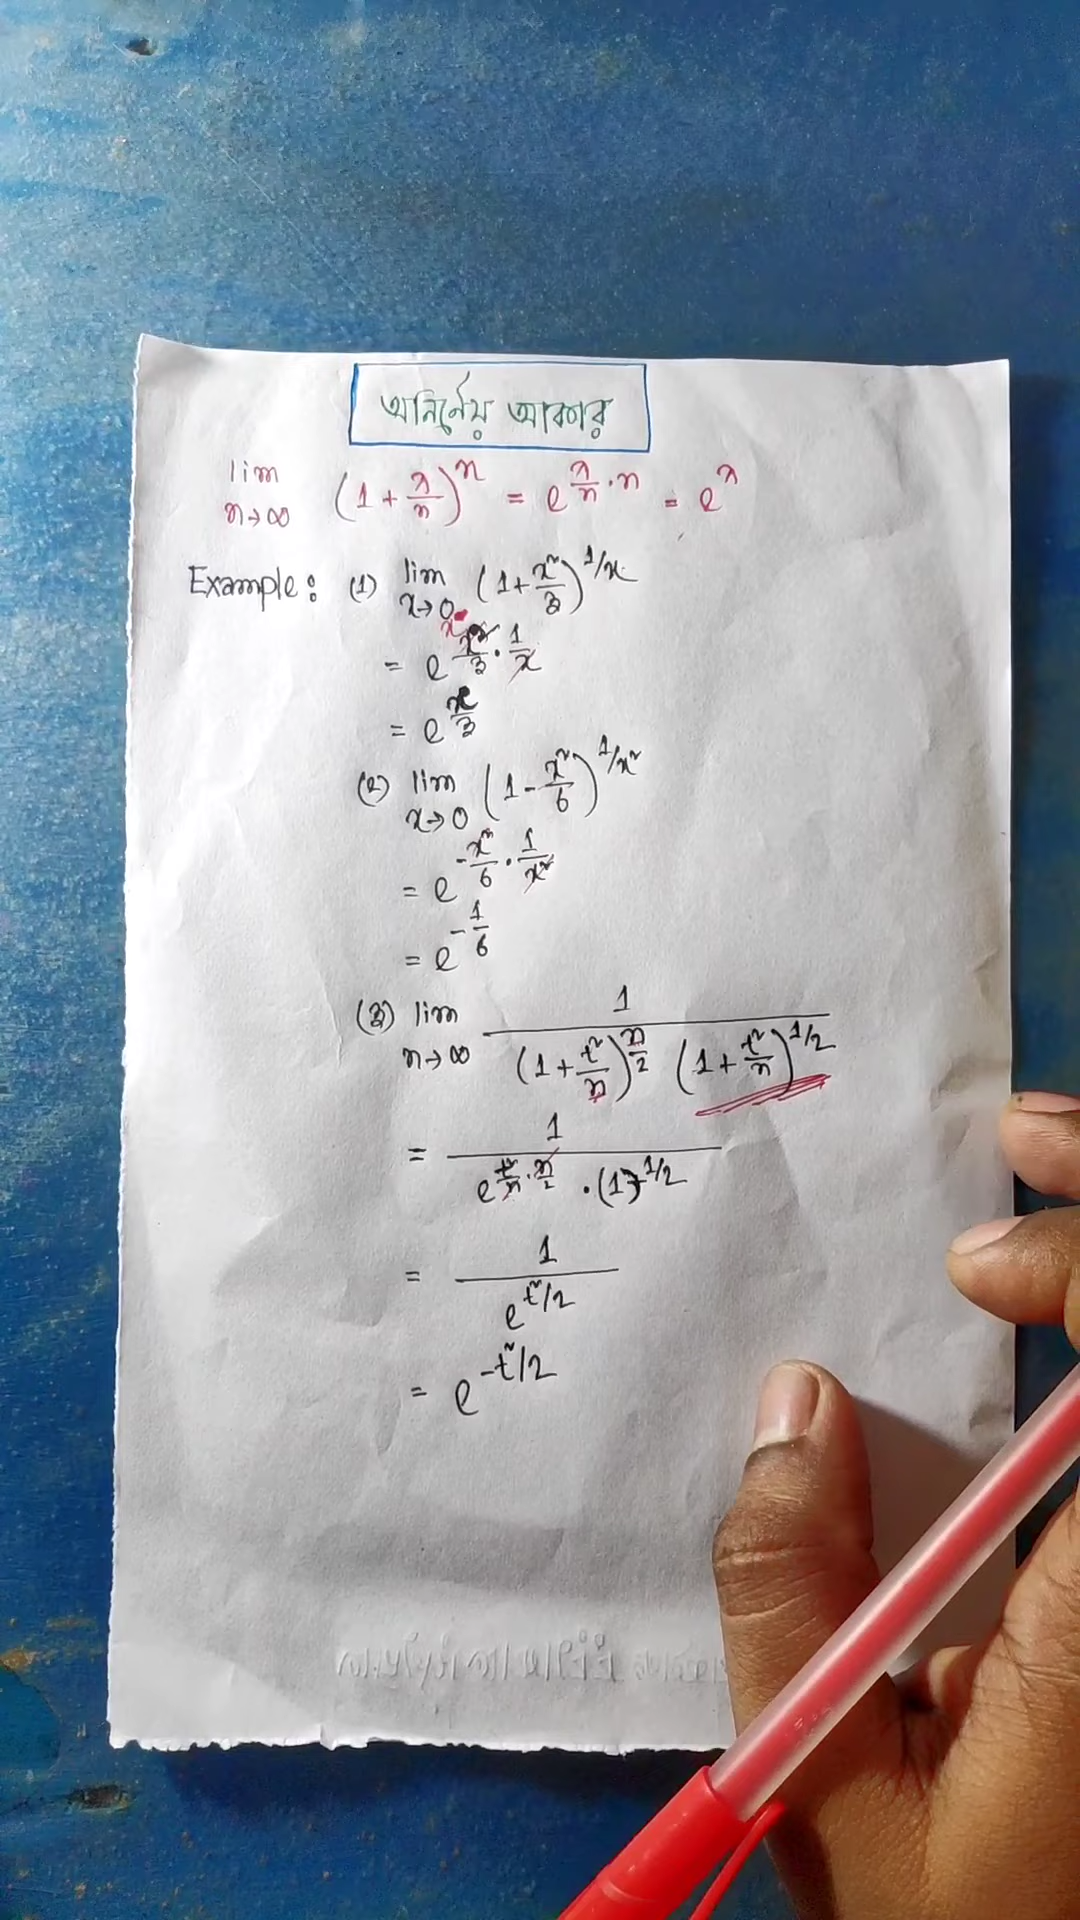 অনির্ণেয় আকার
lim n→∞ (1 + λ/n)^n = e^(λ/n · n) = e^λ
Example: (1) lim x→0 (1 + x²/3)^(1/x)
= e^(x²/3 · 1/x)
= e^(x/3)
(২) lim x→0 (1 - x²/6)^(1/x²)
= e^(-x²/6 · 1/x²)
= e^(-1/6)
(৩) lim n→∞ 1 / ((1 + t²/n)^(n/2) (1 + t²/n)^(1/2))
= 1 / (e^(t²/n · n/2) · (1)^(1/2))
= 1 / e^(t²/2)
= e^(-t²/2)